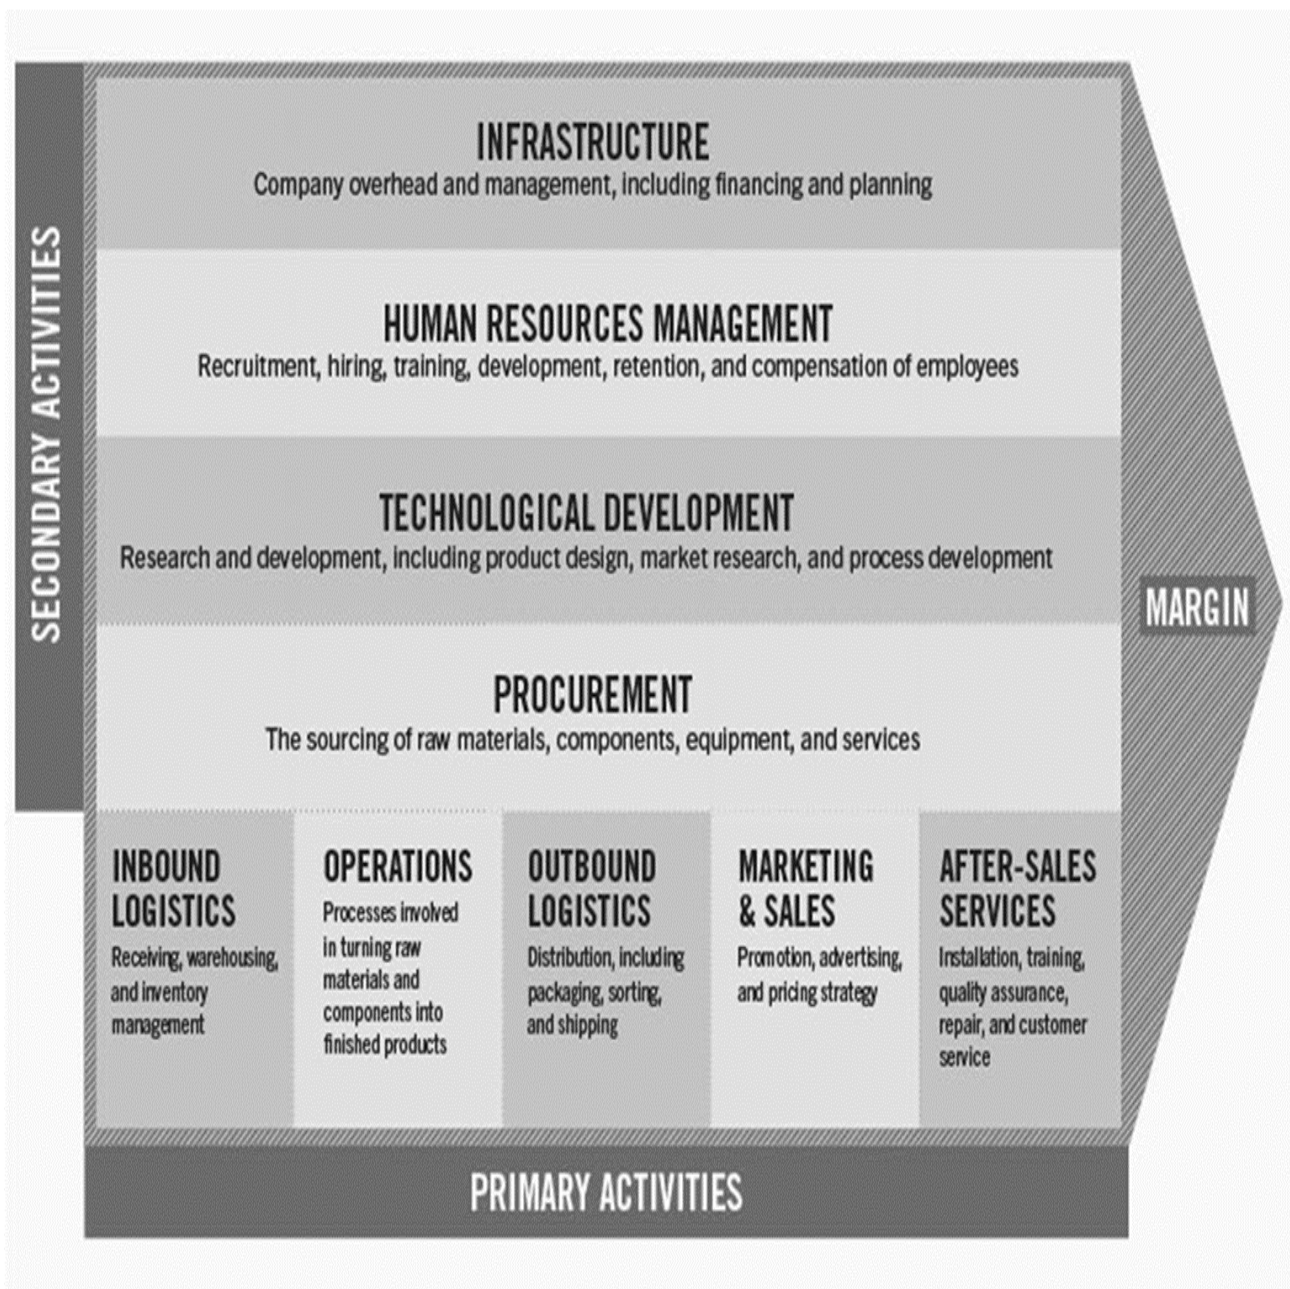 SECONDARY ACTIVITIES
INFRASTRUCTURE
Company overhead and management, including financing and planning
HUMAN RESOURCES MANAGEMENT
Recruitment, hiring, training, development, retention, and compensation of employees
TECHNOLOGICAL DEVELOPMENT
Research and development, including product design, market research, and process development
PROCUREMENT
The sourcing of raw materials, components, equipment, and services
INBOUND
LOGISTICS
Receiving, warehousing,
and inventory
management
OPERATIONS
Processes involved
in turning raw
materials and
components into
finished products
OUTBOUND
LOGISTICS
Distribution, including
packaging, sorting,
and shipping
MARKETING
& SALES
Promotion, advertising,
and pricing strategy
AFTER-SALES
SERVICES
Installation, training,
quality assurance,
repair, and customer
service
MARGIN
PRIMARY ACTIVITIES